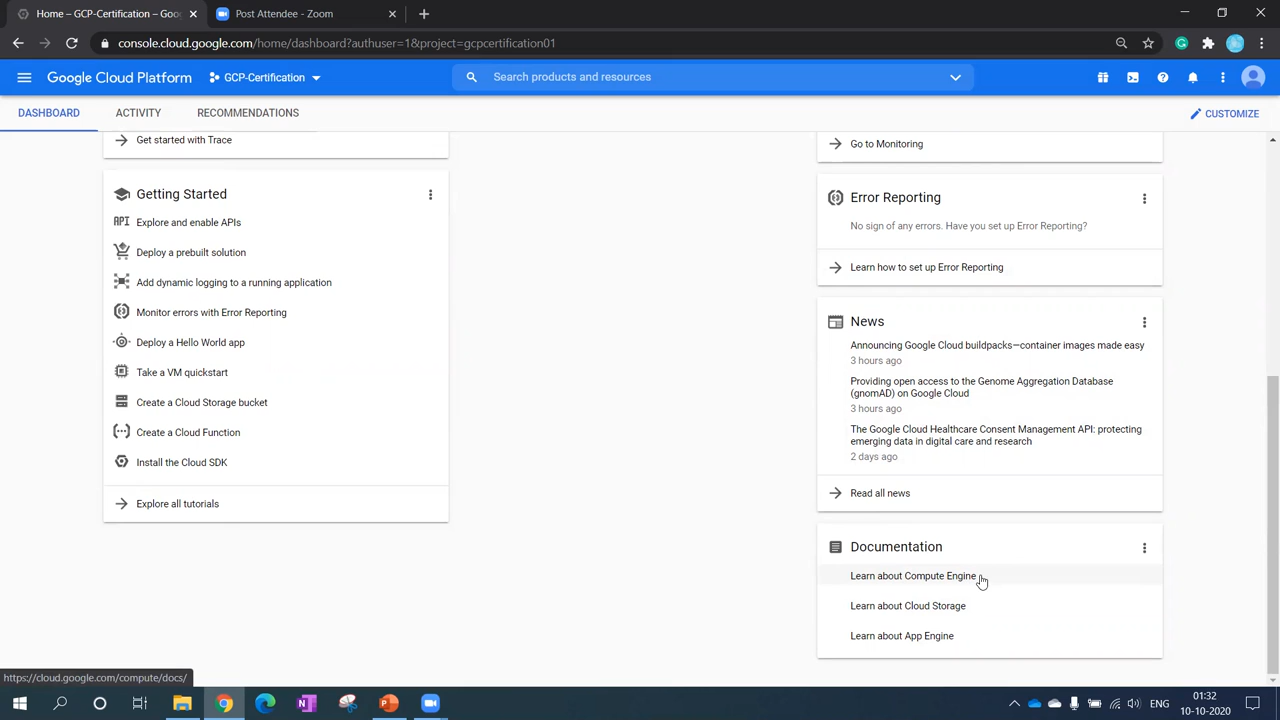 Home – GCP-Certification – Goo
Post Attendee - Zoom
console.cloud.google.com/home/dashboard?authuser=1&project=gcpcertification01
Google Cloud Platform
GCP-Certification
Search products and resources
DASHBOARD
ACTIVITY
RECOMMENDATIONS
CUSTOMIZE
Get started with Trace
Getting Started
API
Explore and enable APIs
Deploy a prebuilt solution
Add dynamic logging to a running application
Monitor errors with Error Reporting
Deploy a Hello World app
Take a VM quickstart
Create a Cloud Storage bucket
Create a Cloud Function
Install the Cloud SDK
Explore all tutorials
Go to Monitoring
Error Reporting
No sign of any errors. Have you set up Error Reporting?
Learn how to set up Error Reporting
News
Announcing Google Cloud buildpacks—container images made easy
3 hours ago
Providing open access to the Genome Aggregation Database
(gnomAD) on Google Cloud
3 hours ago
The Google Cloud Healthcare Consent Management API: protecting
emerging data in digital care and research
2 days ago
Read all news
Documentation
Learn about Compute Engine
Learn about Cloud Storage
Learn about App Engine
https://cloud.google.com/compute/docs/
ENG
01:32
10-10-2020